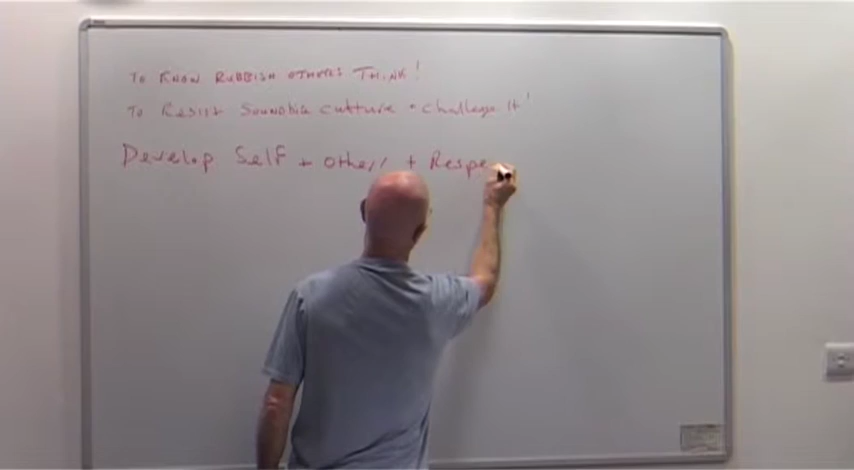 TO KNOW RUBBISH OTHERS THINK!
TO Resist Soundbite culture + challenge It'
Develop Self + others + Respe